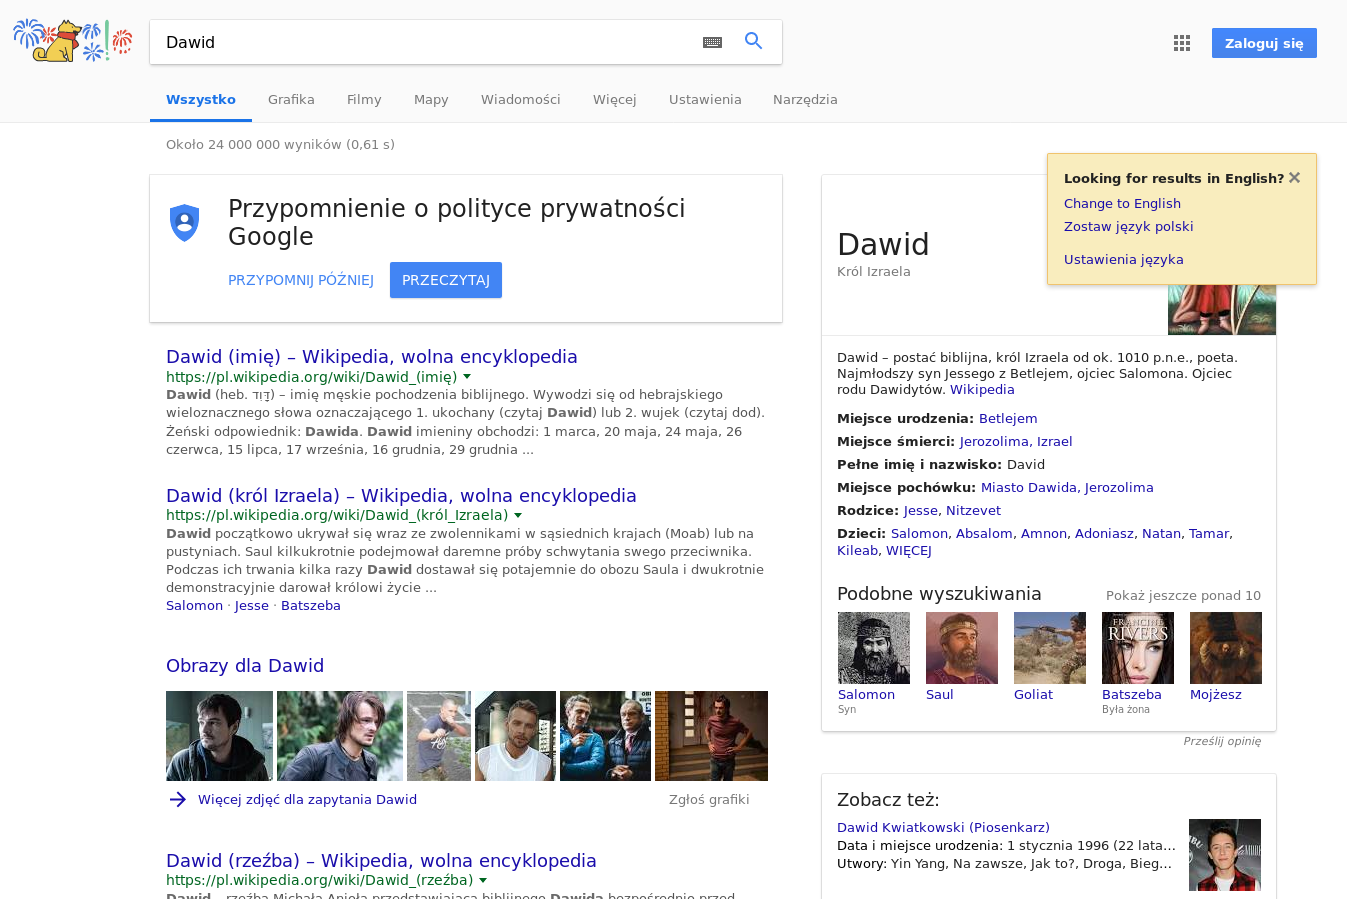 Dawid
Zaloguj się
Wszystko Grafika Filmy Mapy Wiadomości Więcej Ustawienia Narzędzia
Około 24 000 000 wyników (0,61 s)
Przypomnienie o polityce prywatności
Google
PRZYPOMNIJ PÓŹNIEJ PRZECZYTAJ
Dawid (imię) – Wikipedia, wolna encyklopedia
https://pl.wikipedia.org/wiki/Dawid_(imię)
Dawid (heb. דָּוִד) – imię męskie pochodzenia biblijnego. Wywodzi się od hebrajskiego
wieloznacznego słowa oznaczającego 1. ukochany (czytaj Dawid) lub 2. wujek (czytaj dod).
Żeński odpowiednik: Dawida. Dawid imieniny obchodzi: 1 marca, 20 maja, 24 maja, 26
czerwca, 15 lipca, 17 września, 16 grudnia, 29 grudnia ...
Dawid (król Izraela) – Wikipedia, wolna encyklopedia
https://pl.wikipedia.org/wiki/Dawid_(król_Izraela)
Dawid początkowo ukrywał się wraz ze zwolennikami w sąsiednich krajach (Moab) lub na
pustyniach. Saul kilkukrotnie podejmował daremne próby schwytania swego przeciwnika.
Podczas ich trwania kilka razy Dawid dostawał się potajemnie do obozu Saula i dwukrotnie
demonstracyjnie darował królowi życie ...
Salomon · Jesse · Batszeba
Obrazy dla Dawid
Więcej zdjęć dla zapytania Dawid
Zgłoś grafiki
Dawid (rzeźba) – Wikipedia, wolna encyklopedia
https://pl.wikipedia.org/wiki/Dawid_(rzeźba)
Dawid – rzeźba Michała Anioła przedstawiająca biblijnego Dawida bezpośrednio przed
Looking for results in English?
Change to English
Zostaw język polski
Ustawienia języka
Dawid
Król Izraela
Dawid – postać biblijna, król Izraela od ok. 1010 p.n.e., poeta.
Najmłodszy syn Jessego z Betlejem, ojciec Salomona. Ojciec
rodu Dawidytów. Wikipedia
Miejsce urodzenia: Betlejem
Miejsce śmierci: Jerozolima, Izrael
Pełne imię i nazwisko: David
Miejsce pochówku: Miasto Dawida, Jerozolima
Rodzice: Jesse, Nitzevet
Dzieci: Salomon, Absalom, Amnon, Adoniasz, Natan, Tamar,
Kileab, WIĘCEJ
Podobne wyszukiwania
Pokaż jeszcze ponad 10
FRANCINE
RIVERS
Salomon Saul Goliat Batszeba Mojżesz
Syn Była żona
Prześlij opinię
Zobacz też:
Dawid Kwiatkowski (Piosenkarz)
Data i miejsce urodzenia: 1 stycznia 1996 (22 lata...
Utwory: Yin Yang, Na zawsze, Jak to?, Droga, Bieg...